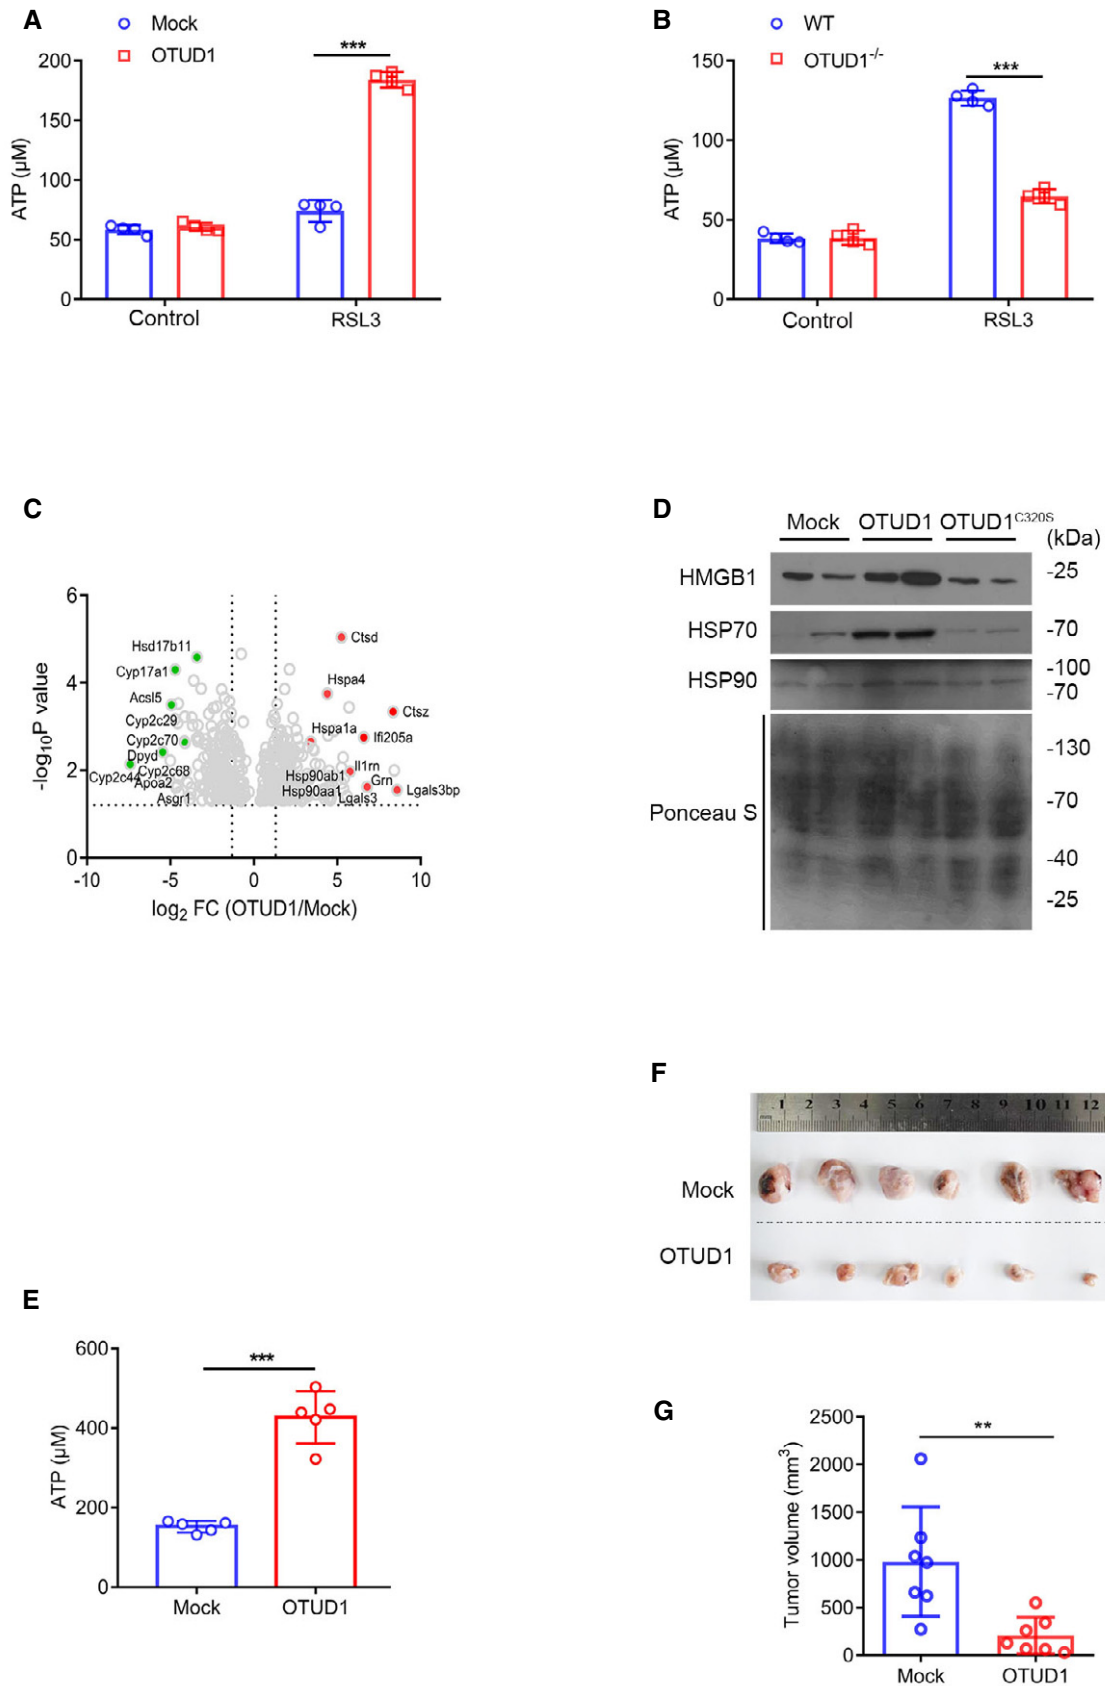 A
Mock
OTUD1
***
200
150
100
50
0
ATP (µM)
Control
RSL3
B
WT
OTUD1-/-
***
150
100
50
0
ATP (µM)
Control
RSL3
C
6
4
2
0
-log10P value
Hsd17b11
Cyp17a1
Acsl5
Cyp2c29
Cyp2c70
Dpyd
Cyp2c44
Cyp2c68
Apoa2
Asgr1
Ctsd
Hspa4
Ctsz
Hspa1a
Ifi205a
Il1rn
Hsp90ab1
Grn
Hsp90aa1
Lgals3
Lgals3bp
-10
-5
0
5
10
log2 FC (OTUD1/Mock)
D
Mock
OTUD1
OTUD1C320S
(kDa)
HMGB1
-25
HSP70
-70
HSP90
-100
-70
Ponceau S
-130
-70
-40
-25
E
***
600
400
200
0
ATP (µM)
Mock
OTUD1
F
1 2 3 4 5 6 7 8 9 10 11 12
Mock
OTUD1
G
**
2500
2000
1500
1000
500
0
Tumor volume (mm3)
Mock
OTUD1